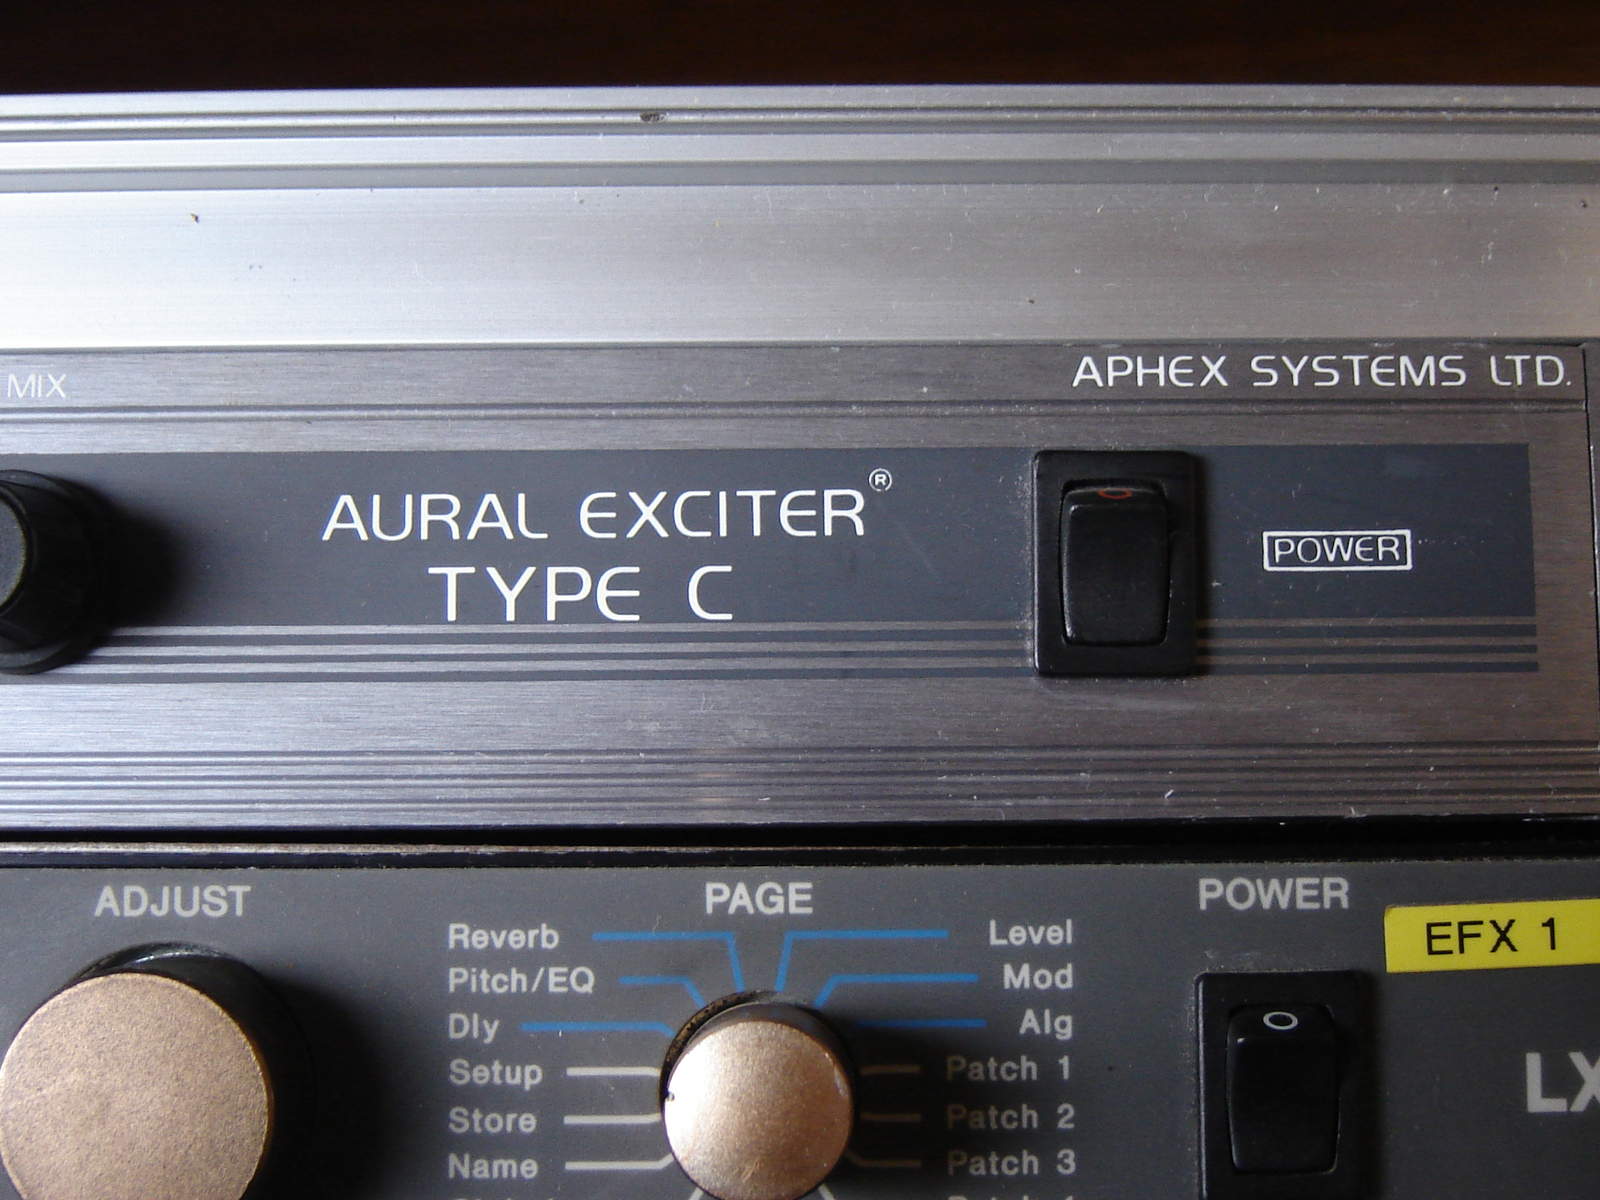 MIX
APHEX SYSTEMS LTD.
AURAL EXCITER®
TYPE C
POWER
ADJUST
PAGE
POWER
EFX 1
Reverb
Level
Pitch/EQ
Mod
Dly
Alg
Setup
Patch 1
Store
Patch 2
Name
Patch 3
LX